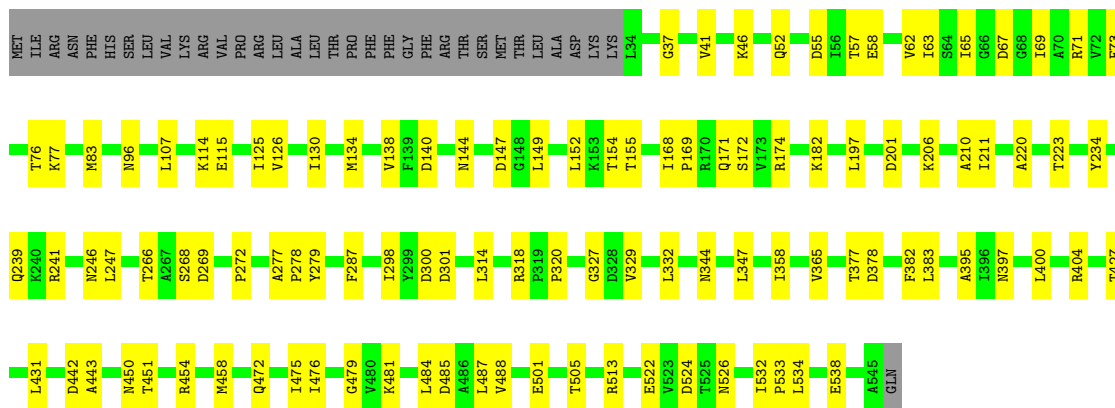 MET ILE ARG ASN PHE HIS SER LEU VAL LYS ARG VAL PRO ARG LEU ALA LEU THR PRO PHE PHE GLY PHE ARG THR SER MET THR LEU ALA ASP LYS LYS L34 G37 V41 K46 Q52 D55 I56 T57 E58 V62 I63 S64 I65 G66 D67 G68 I69 A70 R71 V72
T76 K77 M83 N96 L107 K114 E115 I125 V126 I130 M134 V138 F139 D140 N144 D147 G148 L149 L152 K153 T154 T155 I168 P169 R170 Q171 S172 V173 R174 K182 L197 D201 K206 A210 I211 A220 T223 Y234
Q239 K240 R241 N246 L247 T266 A267 S268 D269 P272 A277 P278 Y279 F287 I298 Y299 D300 D301 L314 R318 P319 P320 G327 D328 V329 L332 N344 L347 I358 V365 T377 D378 F382 L383 A395 I396 N397 L400 R404
L431 D442 A443 N450 T451 R454 M458 Q472 I475 I476 G479 V480 K481 L484 D485 A486 L487 V488 E501 T505 R513 E522 V523 D524 T525 N526 I532 P533 L534 E538 A545 GLN